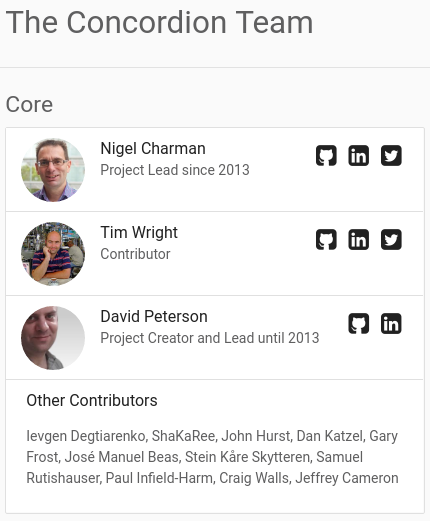 The Concordion Team
Core
Nigel Charman
Project Lead since 2013
Tim Wright
Contributor
David Peterson
Project Creator and Lead until 2013
Other Contributors
Ievgen Degtiarenko, ShaKaRee, John Hurst, Dan Katzel, Gary
Frost, José Manuel Beas, Stein Kåre Skytteren, Samuel
Rutishauser, Paul Infield-Harm, Craig Walls, Jeffrey Cameron